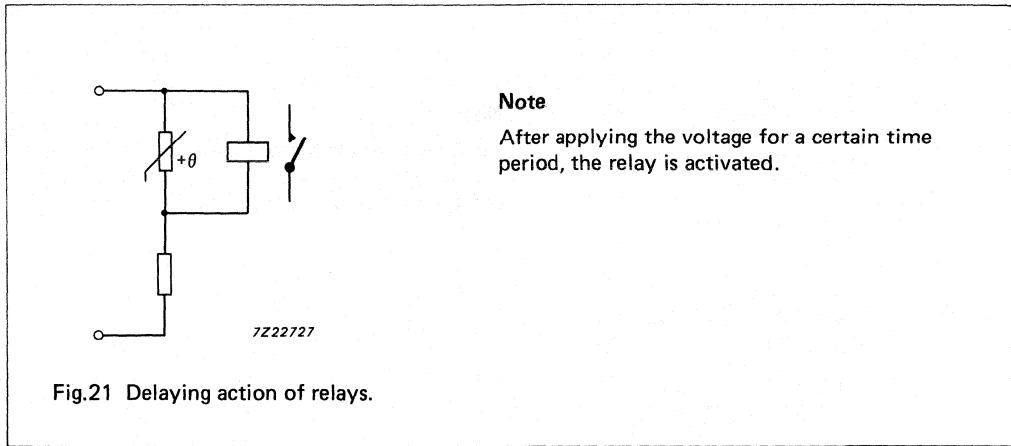 Note
After applying the voltage for a certain time
period, the relay is activated.
+θ
7Z22727
Fig.21 Delaying action of relays.